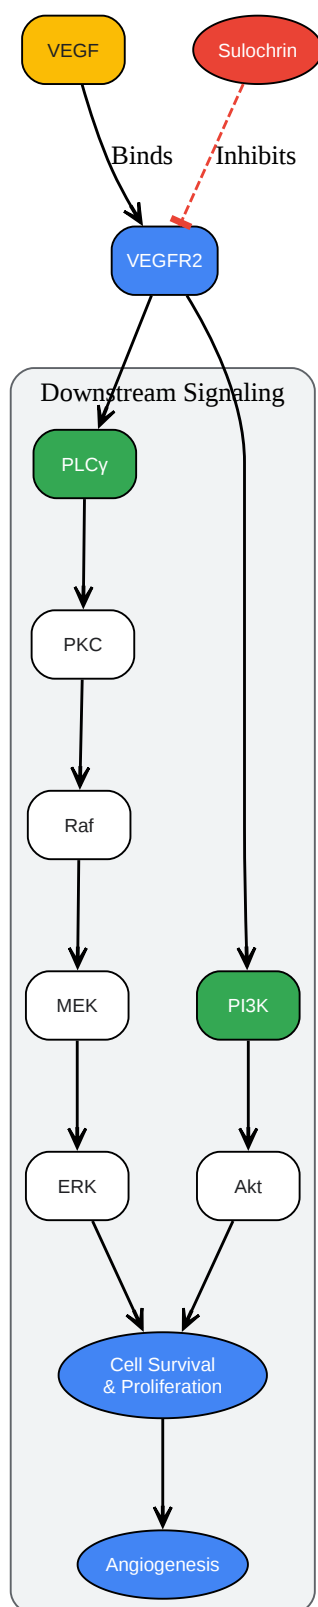 VEGF
Sulochrin
Binds
Inhibits
VEGFR2
Downstream Signaling
PLCγ
PKC
Raf
MEK
PI3K
ERK
Akt
Cell Survival
& Proliferation
Angiogenesis